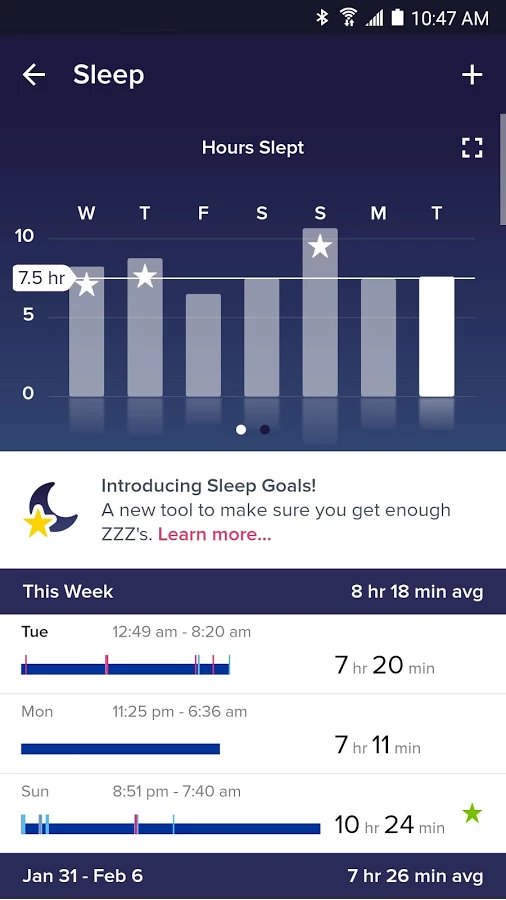 10:47 AM
Sleep
Hours Slept
W T F S S M T
10
7.5 hr
5
0
Introducing Sleep Goals!
A new tool to make sure you get enough
ZZZ's. Learn more...
This Week 8 hr 18 min avg
Tue 12:49 am - 8:20 am
7 hr 20 min
Mon 11:25 pm - 6:36 am
7 hr 11 min
Sun 8:51 pm - 7:40 am
10 hr 24 min
Jan 31 - Feb 6 7 hr 26 min avg